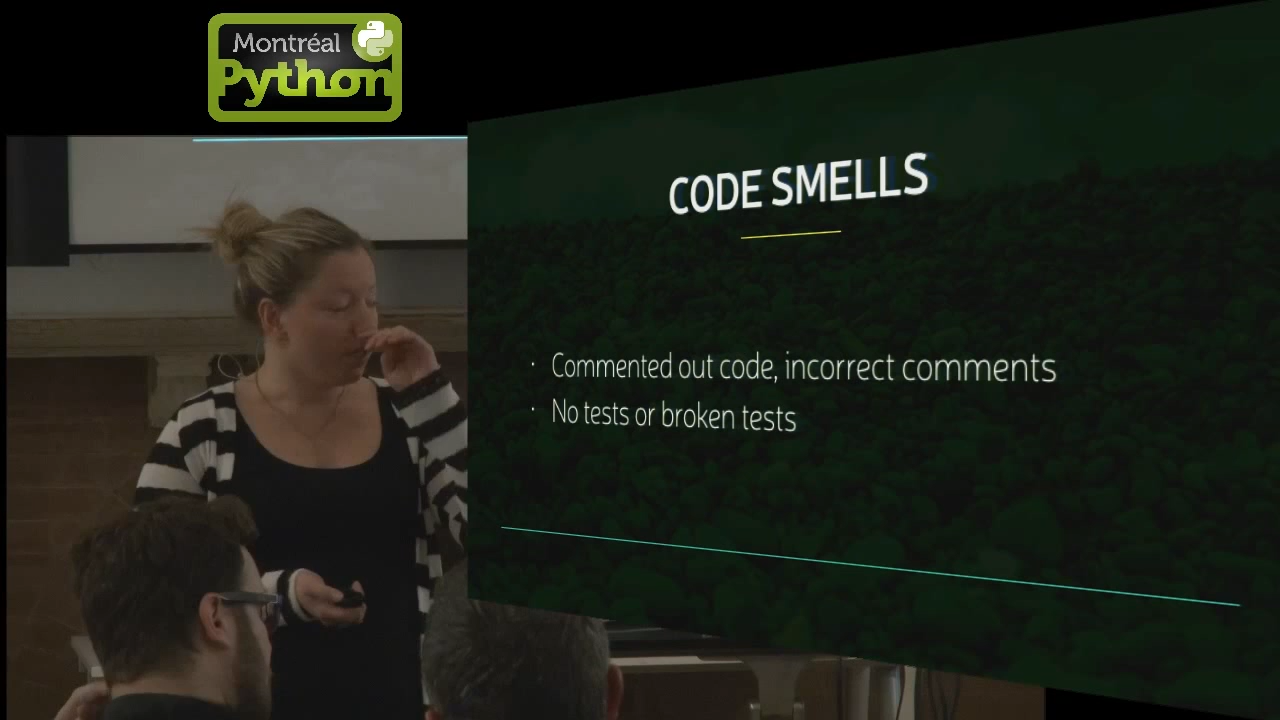 Montréal
Python
CODE SMELLS
· Commented out code, incorrect comments
· No tests or broken tests